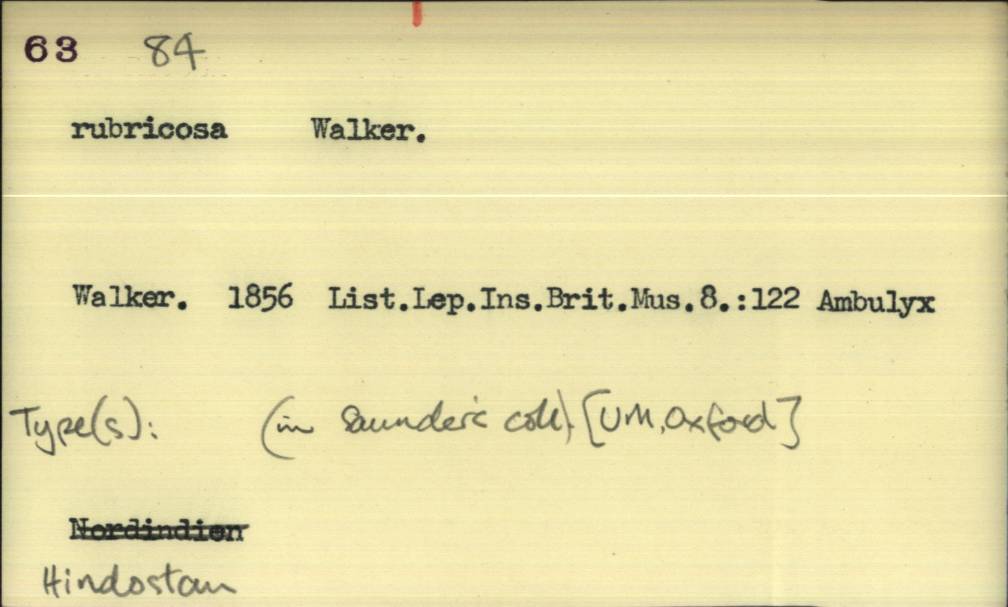 63 84
rubricosa Walker.
Walker. 1856 List.Lep.Ins.Brit.Mus.8.:122 Ambulyx
Type(s): (in Saunder's coll) [UM, Oxford]
Nordindien
Hindostan